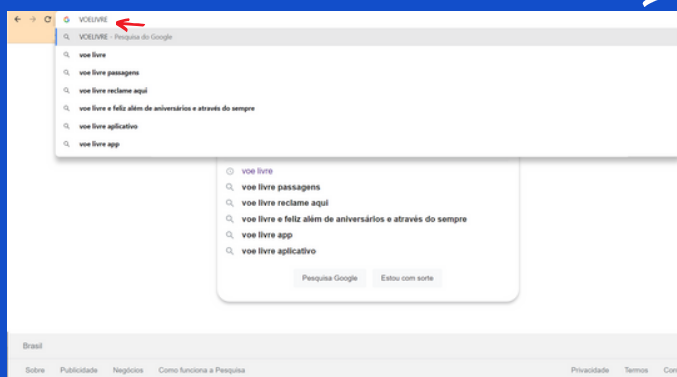 VOELIVRE
VOELIVRE - Pesquisa do Google
voe livre
voe livre passagens
voe livre reclame aqui
voe livre e feliz além de aniversários e através do sempre
voe livre aplicativo
voe livre app
voe livre
voe livre passagens
voe livre reclame aqui
voe livre e feliz além de aniversários e através do sempre
voe livre app
voe livre aplicativo
Pesquisa Google Estou com sorte
Brasil
Sobre Publicidade Negócios Como funciona a Pesquisa Privacidade Termos Con